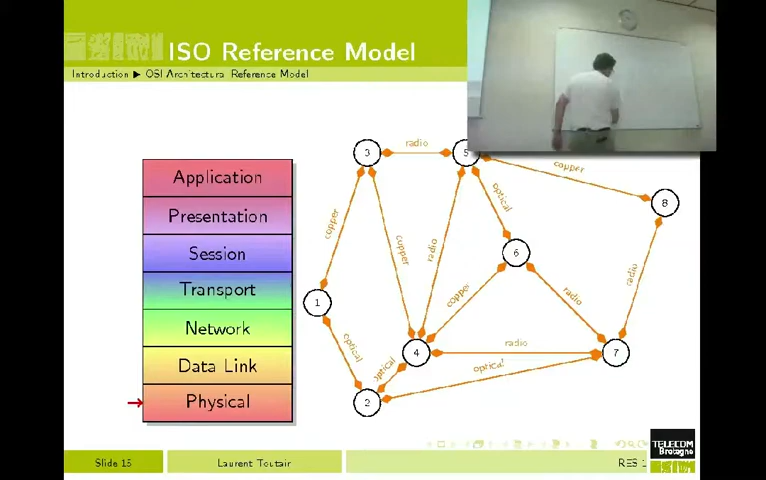 ISO Reference Model
Introduction ▶ OSI Architectural Reference Model
Application
Presentation
Session
Transport
Network
Data Link
Physical
3
radio
5
copper
8
copper
copper
radio
optical
6
radio
1
copper
radio
optical
4
radio
7
optical
optical
2
TELECOM
Bretagne
Slide 15
Laurent Toutain
RES 1